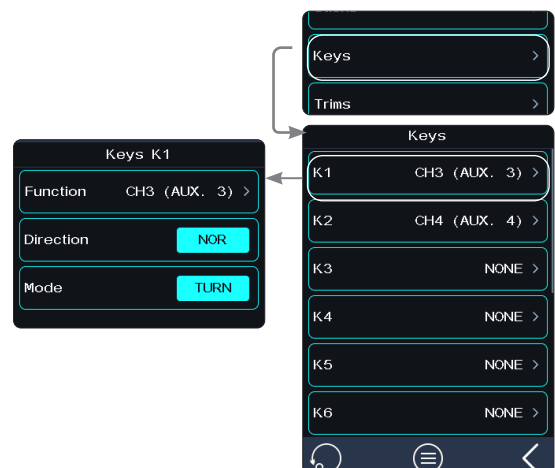 Keys >
Trims >
Keys
K1 CH3 (AUX. 3) >
K2 CH4 (AUX. 4) >
K3 NONE >
K4 NONE >
K5 NONE >
K6 NONE >
Keys K1
Function CH3 (AUX. 3) >
Direction NOR
Mode TURN